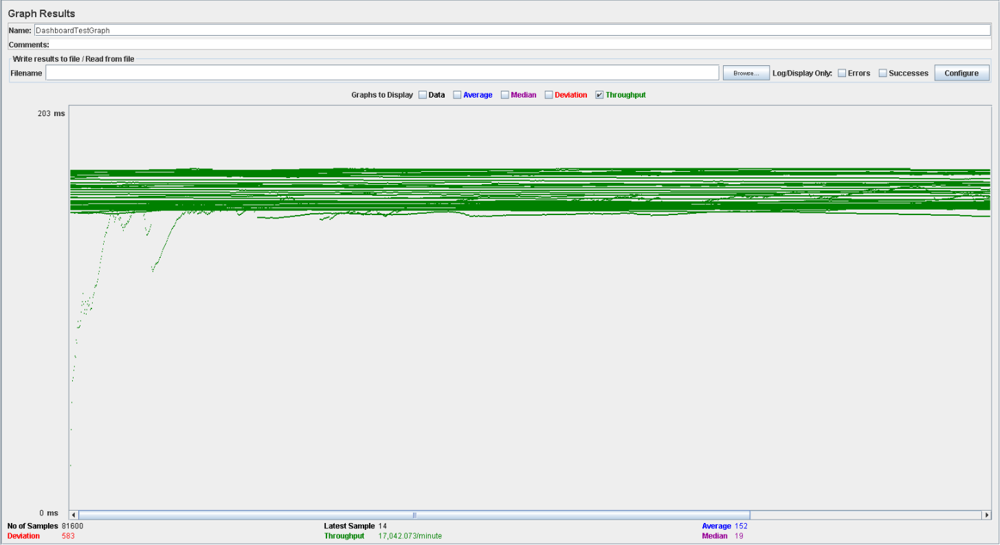 Graph Results
Name: DashboardTestGraph
Comments:
Write results to file / Read from file
Filename Browse... Log/Display Only: Errors Successes Configure
Graphs to Display Data Average Median Deviation Throughput
203 ms
0 ms
No of Samples 81600 Latest Sample 14 Average 152
Deviation 583 Throughput 17,042.073/minute Median 19